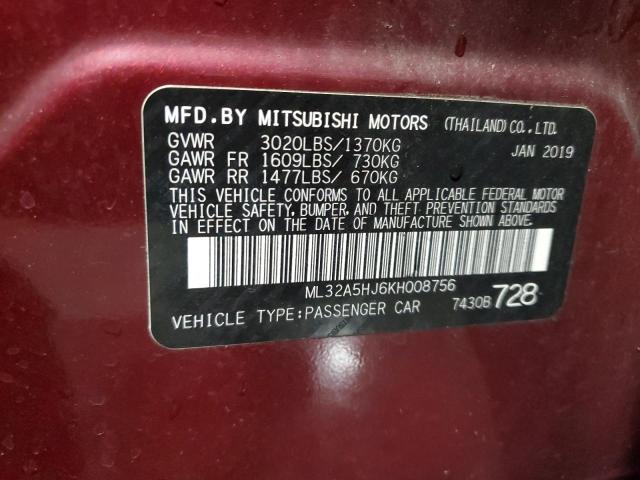 MFD.BY MITSUBISHI MOTORS (THAILAND) CO.,LTD.
GVWR 3020LBS/1370KG JAN 2019
GAWR FR 1609LBS/ 730KG
GAWR RR 1477LBS/ 670KG
THIS VEHICLE CONFORMS TO ALL APPLICABLE FEDERAL MOTOR
VEHICLE SAFETY, BUMPER, AND THEFT PREVENTION STANDARDS
IN EFFECT ON THE DATE OF MANUFACTURE SHOWN ABOVE.
ML32A5HJ6KH008756
VEHICLE TYPE:PASSENGER CAR 7430B 728